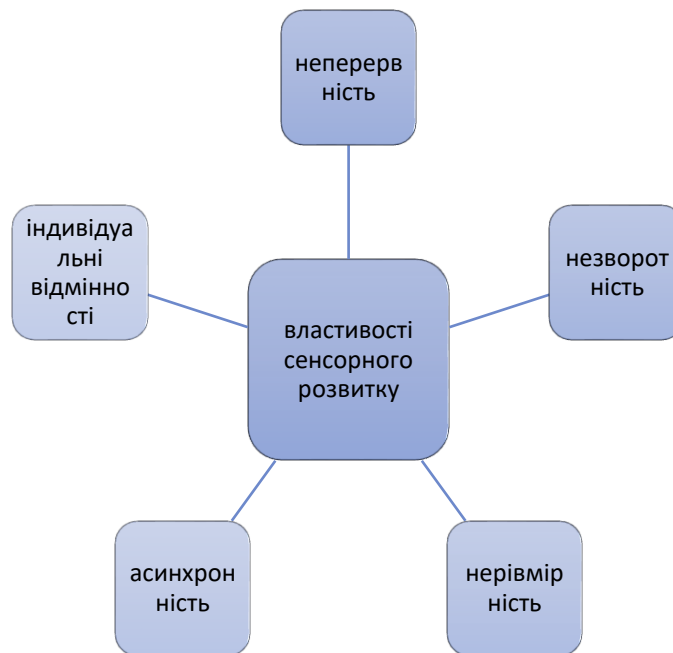 неперерв
ність
індивідуа
льні
відмінно
сті
незворот
ність
властивості
сенсорного
розвитку
асинхрон
ність
нерівмір
ність